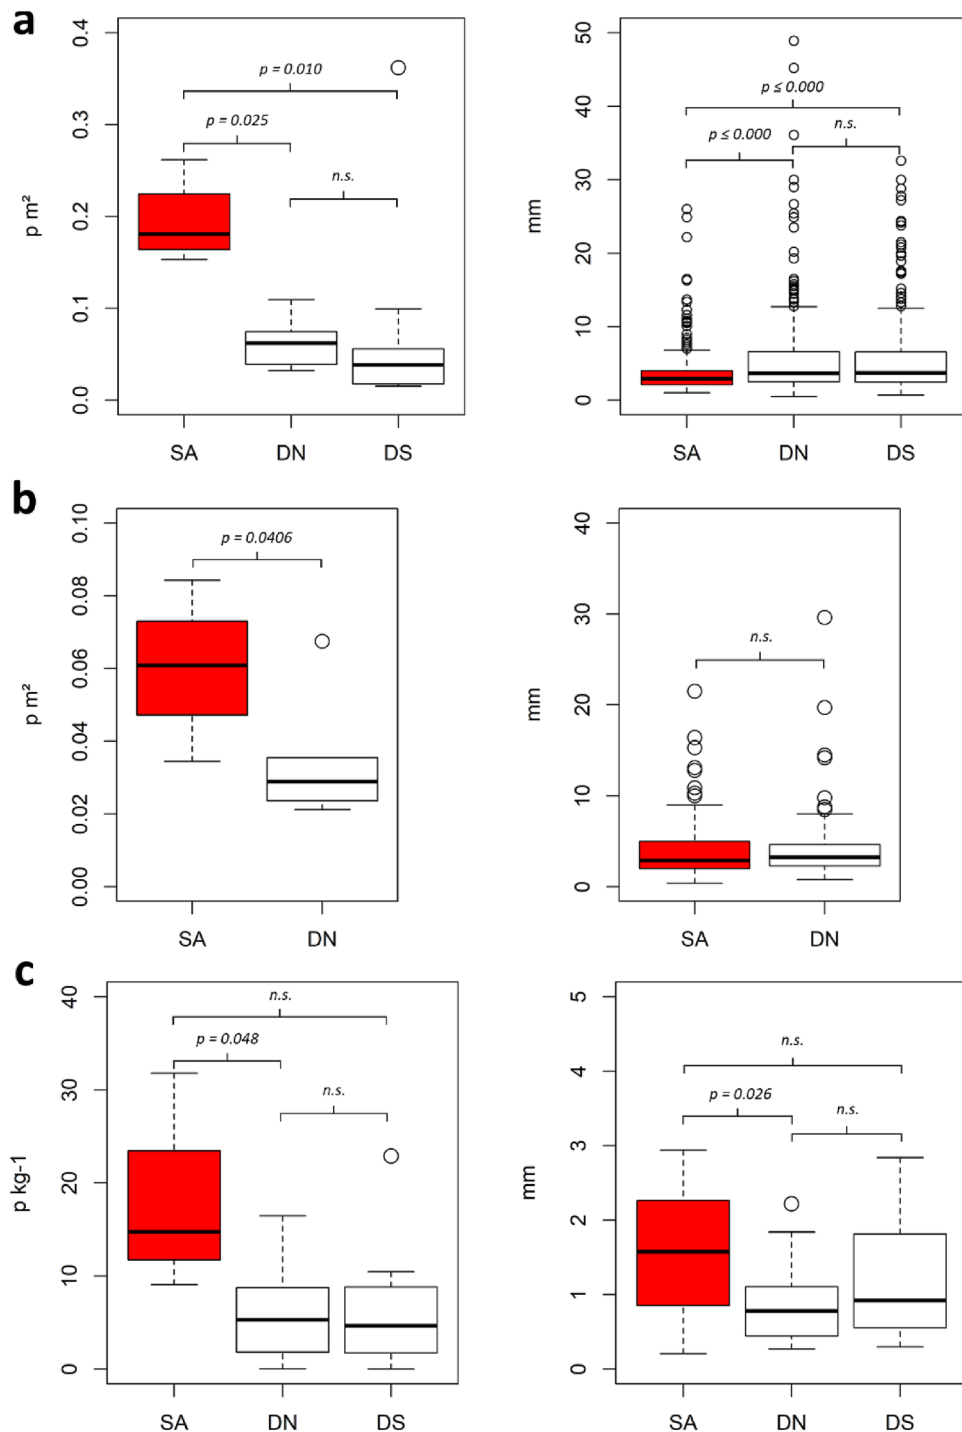 a
0.4
0.3
0.2
0.1
0.0
p m²
p = 0.010
p = 0.025
n.s.
SA DN DS
50
40
30
20
10
0
mm
p ≤ 0.000
p ≤ 0.000
n.s.
SA DN DS
b
0.10
0.08
0.06
0.04
0.02
0.00
p m²
p = 0.0406
SA DN
40
30
20
10
0
mm
n.s.
SA DN
c
40
30
20
10
0
p kg-1
n.s.
p = 0.048
n.s.
SA DN DS
5
4
3
2
1
0
mm
n.s.
p = 0.026
n.s.
SA DN DS